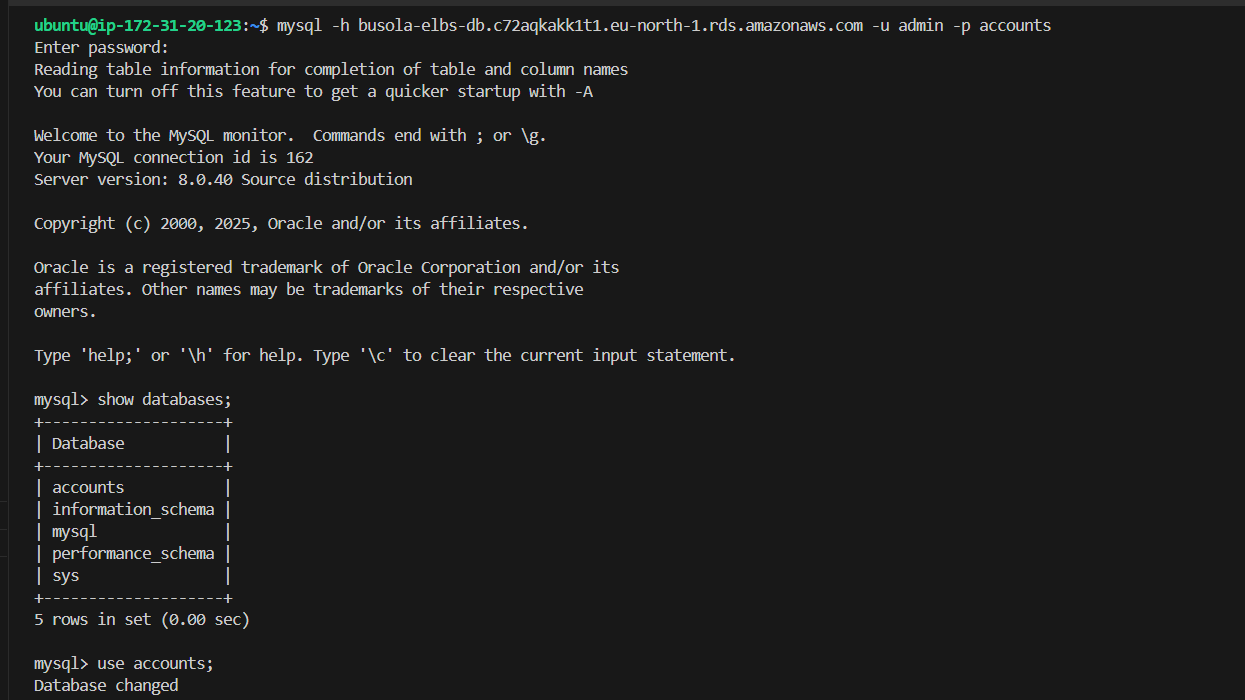 ubuntu@ip-172-31-20-123:~$ mysql -h busola-elbs-db.c72aqkakk1t1.eu-north-1.rds.amazonaws.com -u admin -p accounts
Enter password:
Reading table information for completion of table and column names
You can turn off this feature to get a quicker startup with -A
Welcome to the MySQL monitor.  Commands end with ; or \g.
Your MySQL connection id is 162
Server version: 8.0.40 Source distribution
Copyright (c) 2000, 2025, Oracle and/or its affiliates.
Oracle is a registered trademark of Oracle Corporation and/or its
affiliates. Other names may be trademarks of their respective
owners.
Type 'help;' or '\h' for help. Type '\c' to clear the current input statement.
mysql> show databases;
+--------------------+
| Database           |
+--------------------+
| accounts           |
| information_schema |
| mysql              |
| performance_schema |
| sys                |
+--------------------+
5 rows in set (0.00 sec)
mysql> use accounts;
Database changed